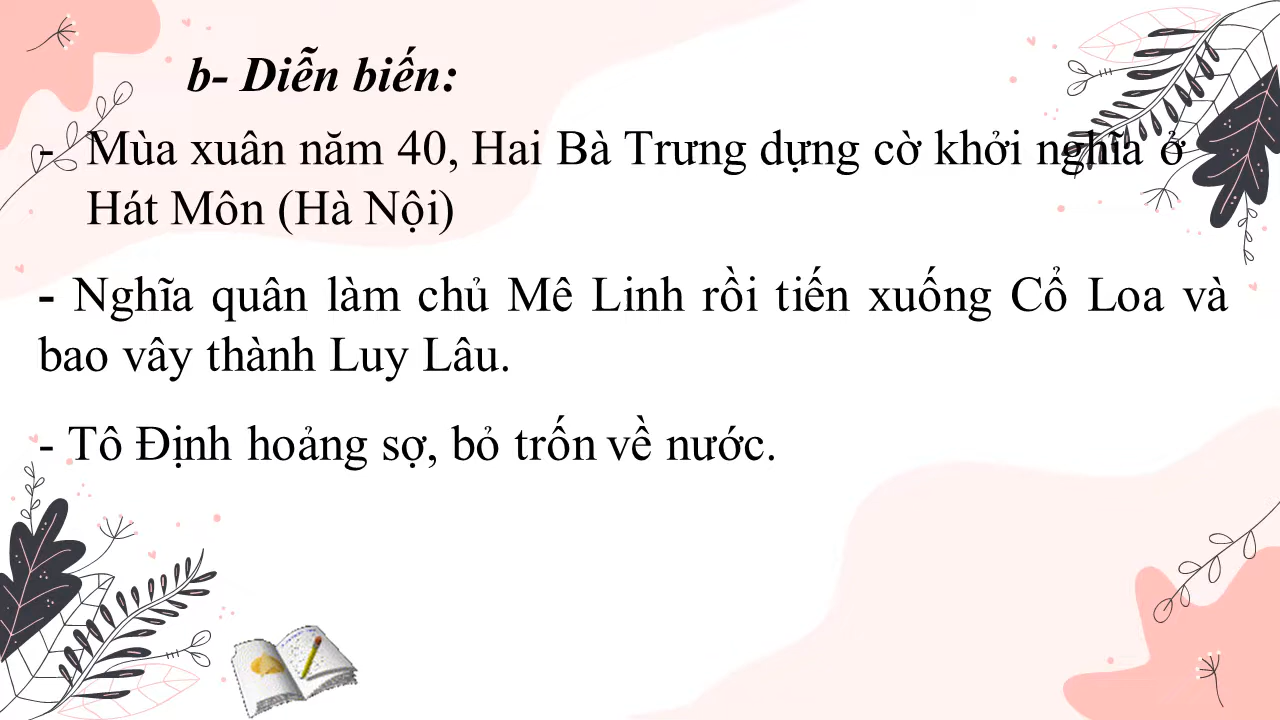 b- Diễn biến:
- Mùa xuân năm 40, Hai Bà Trưng dựng cờ khởi nghĩa ở
Hát Môn (Hà Nội)
- Nghĩa quân làm chủ Mê Linh rồi tiến xuống Cổ Loa và
bao vây thành Luy Lâu.
- Tô Định hoảng sợ, bỏ trốn về nước.